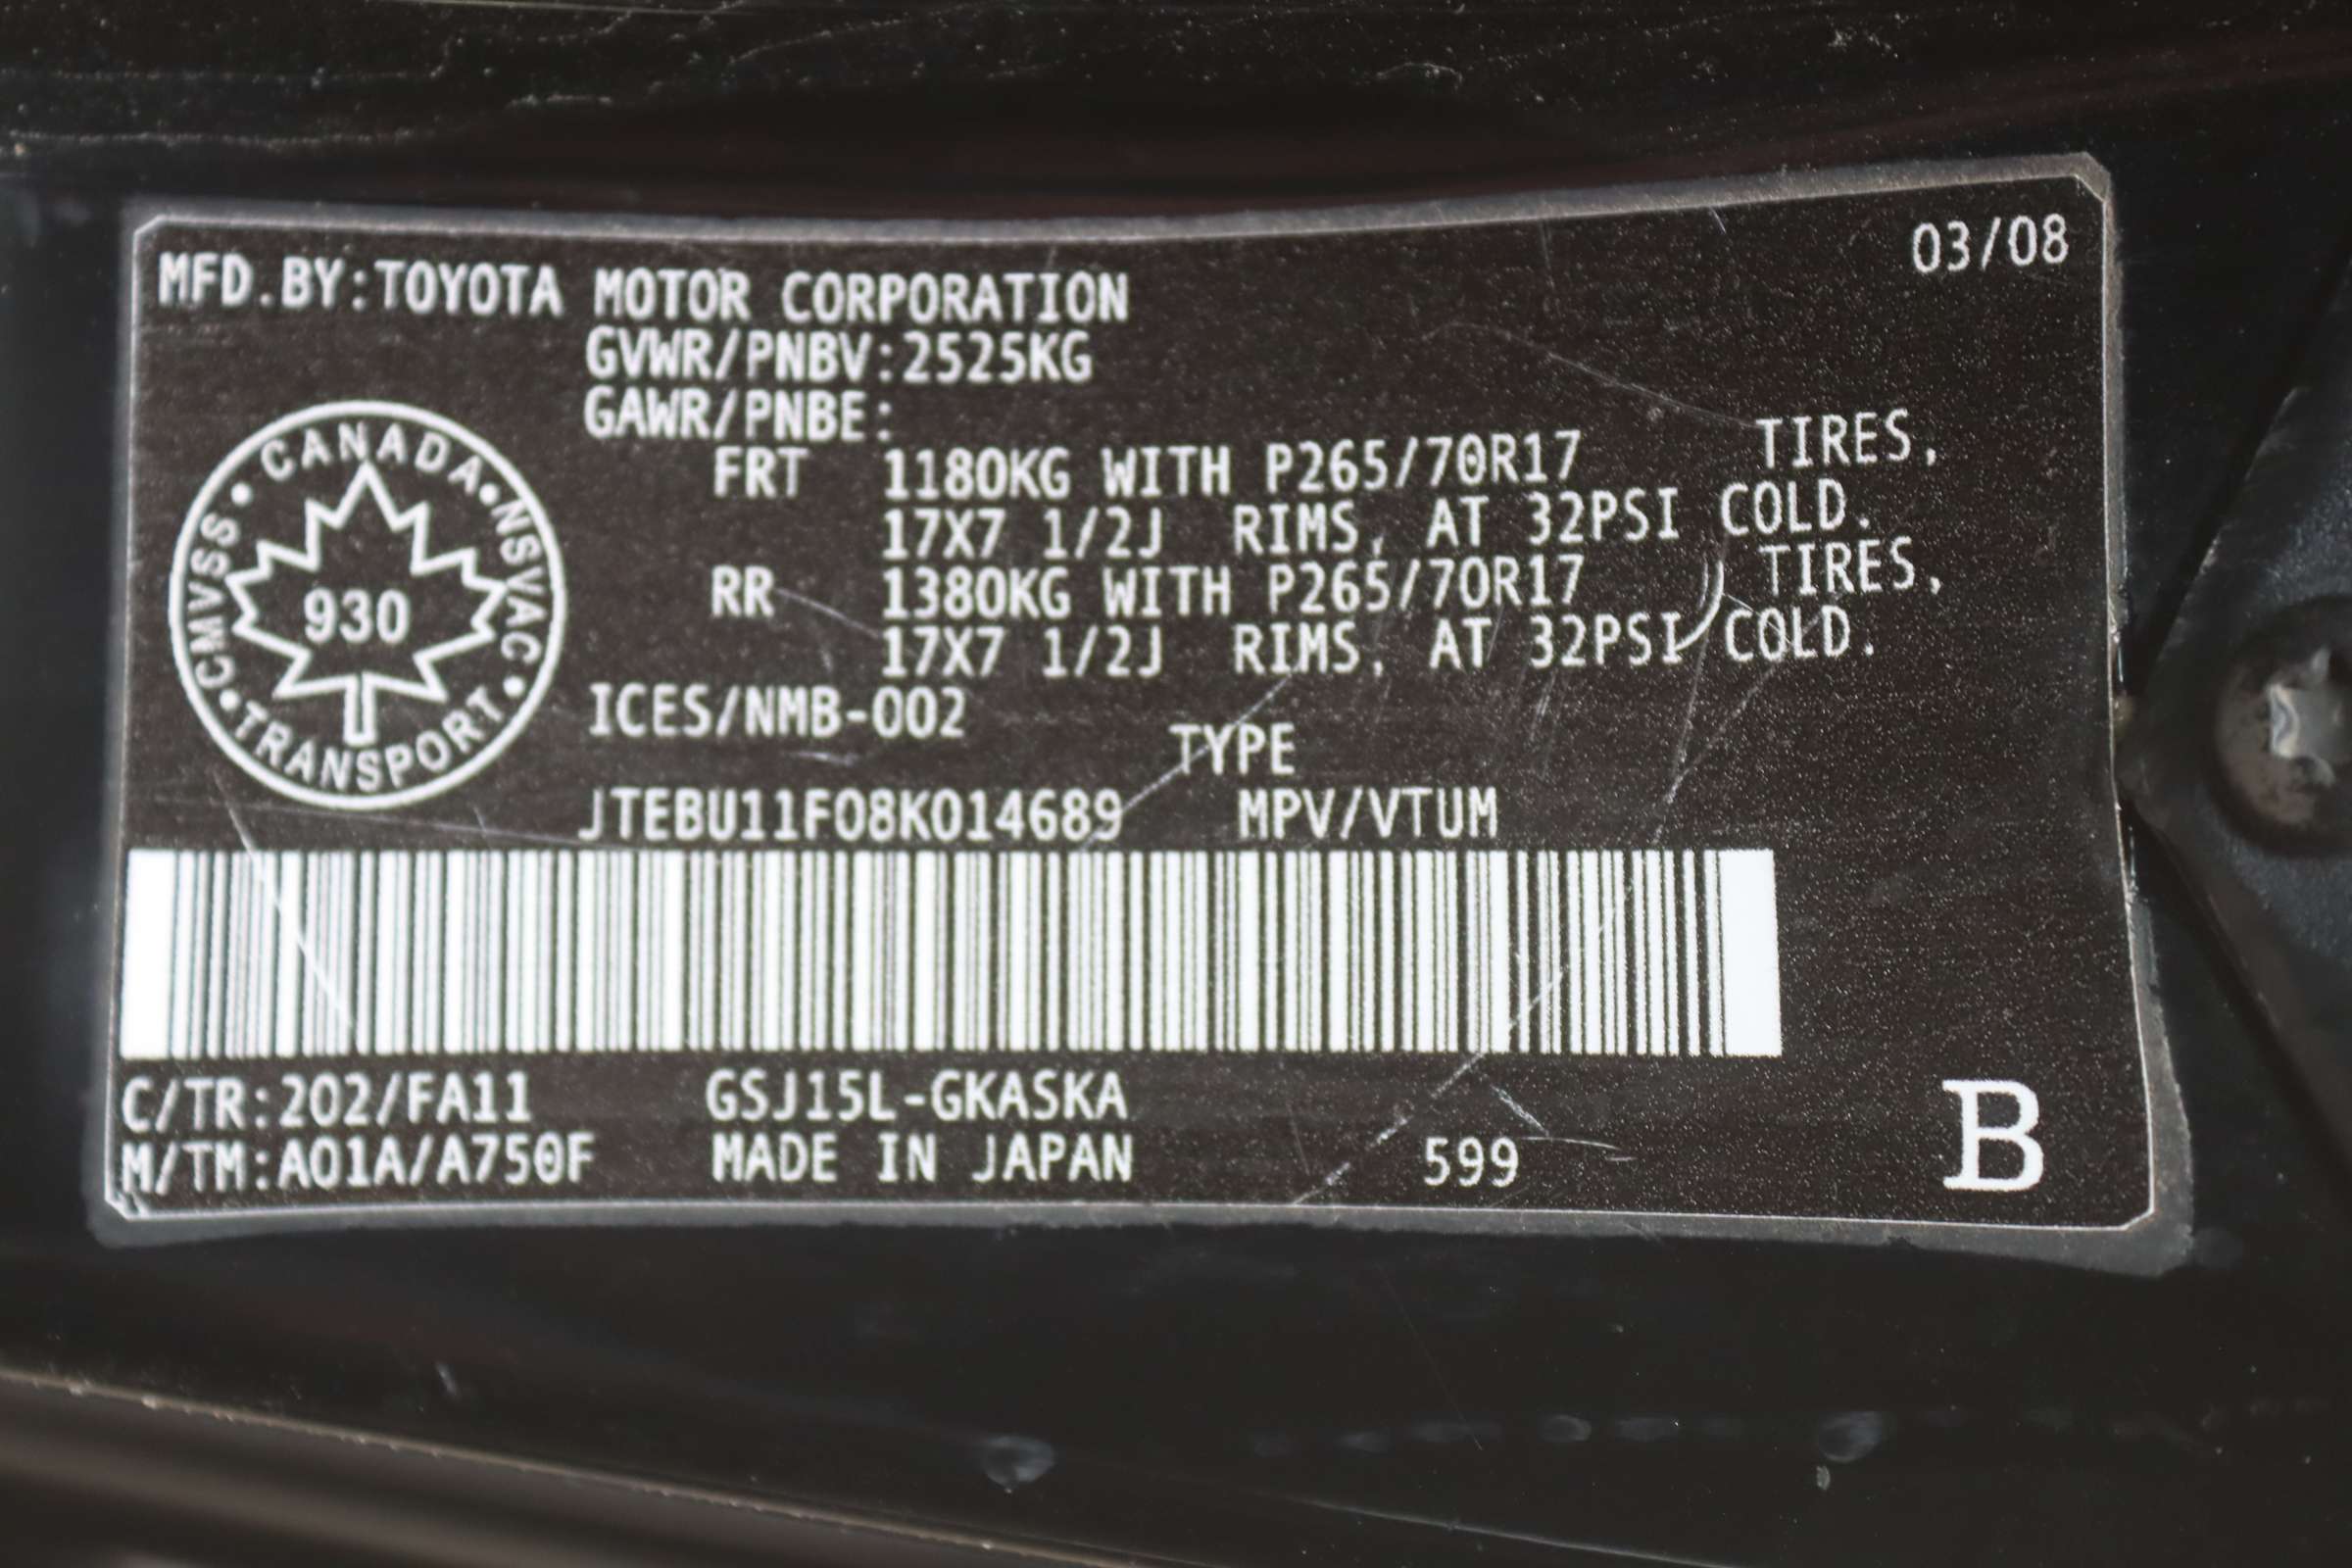 03/08
MFD.BY:TOYOTA MOTOR CORPORATION
GVWR/PNBV:2525KG
GAWR/PNBE:
FRT 1180KG WITH P265/70R17 TIRES,
17X7 1/2J RIMS, AT 32PSI COLD.
RR 1380KG WITH P265/70R17 TIRES,
17X7 1/2J RIMS, AT 32PSI COLD.
CANADA • NSVAC • TRANSPORT • CMVSS •
930
ICES/NMB-002
TYPE
JTEBU11F08K014689 MPV/VTUM
C/TR:202/FA11 GSJ15L-GKASKA
M/TM:A01A/A750F MADE IN JAPAN 599
B